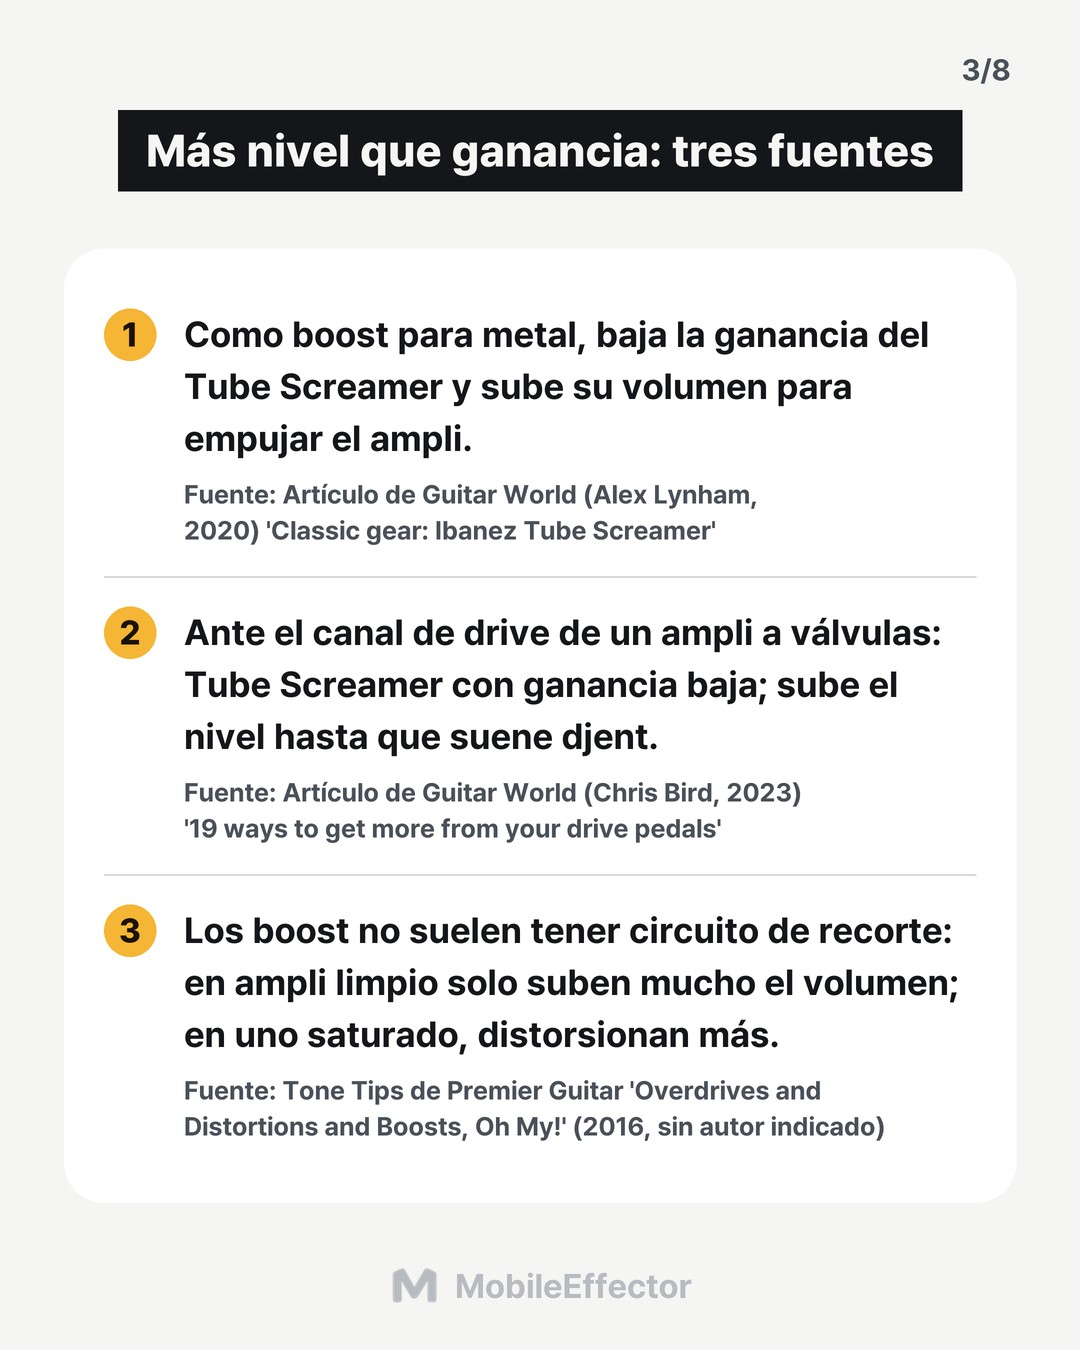 3/8
Más nivel que ganancia: tres fuentes
1
Como boost para metal, baja la ganancia del
Tube Screamer y sube su volumen para
empujar el ampli.
Fuente: Artículo de Guitar World (Alex Lynham,
2020) 'Classic gear: Ibanez Tube Screamer'
2
Ante el canal de drive de un ampli a válvulas:
Tube Screamer con ganancia baja; sube el
nivel hasta que suene djent.
Fuente: Artículo de Guitar World (Chris Bird, 2023)
'19 ways to get more from your drive pedals'
3
Los boost no suelen tener circuito de recorte:
en ampli limpio solo suben mucho el volumen;
en uno saturado, distorsionan más.
Fuente: Tone Tips de Premier Guitar 'Overdrives and
Distortions and Boosts, Oh My!' (2016, sin autor indicado)
MobileEffector